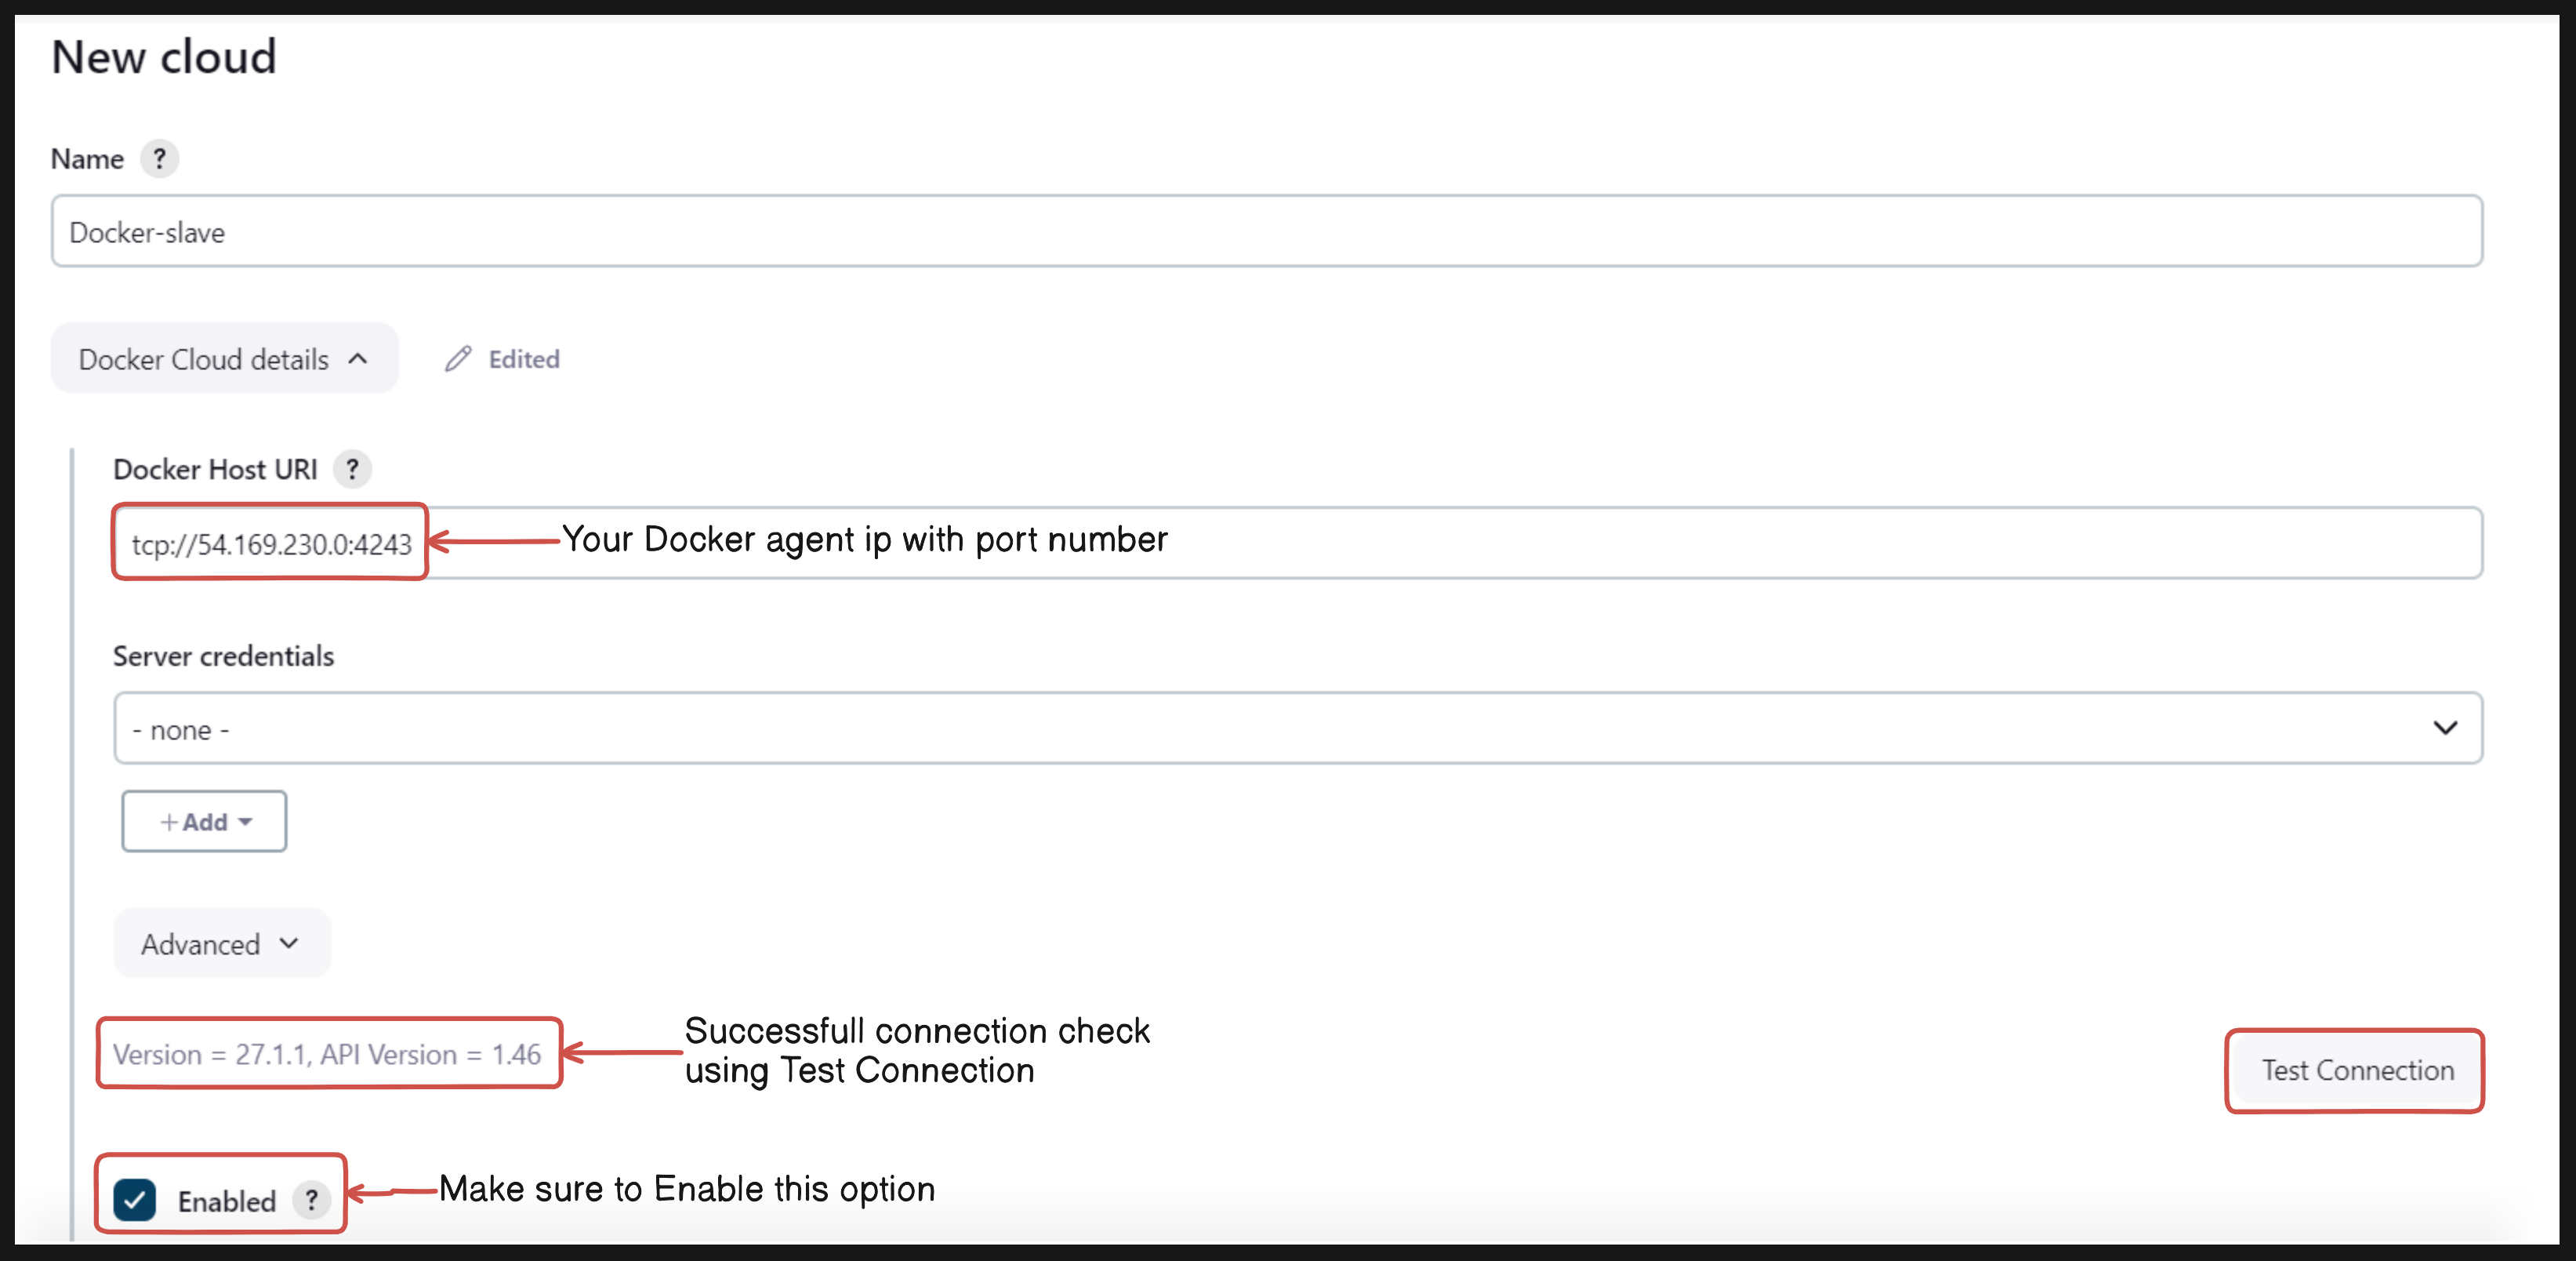 New cloud
Name ?
Docker-slave
Docker Cloud details Edited
Docker Host URI ?
tcp://54.169.230.0:4243 Your Docker agent ip with port number
Server credentials
- none -
+ Add
Advanced
Version = 27.1.1, API Version = 1.46
Successfull connection check
using Test Connection
Test Connection
Enabled ? Make sure to Enable this option